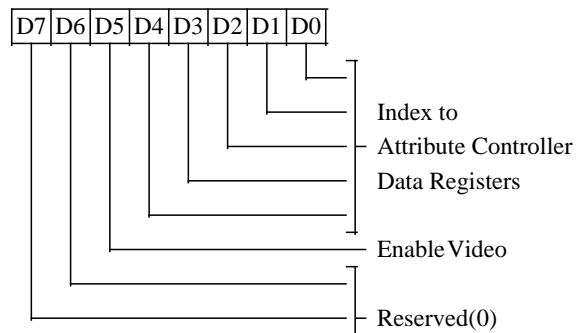 D7 D6 D5 D4 D3 D2 D1 D0
Index to
Attribute Controller
Data Registers
Enable Video
Reserved(0)